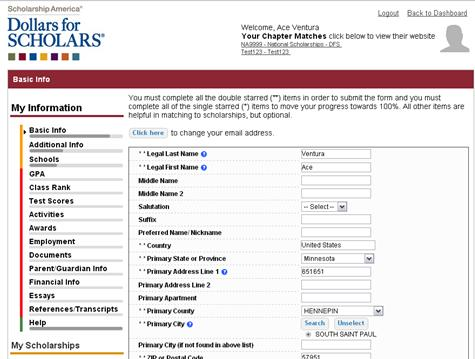 Scholarship America®
Dollars for
SCHOLARS®
Logout Back to Dashboard
Welcome, Ace Ventura
Your Chapter Matches click below to view their website
NA9999 - National Scholarships - DFS
Test123 - Test123
Basic Info
My Information
Basic Info
Additional Info
Schools
GPA
Class Rank
Test Scores
Activities
Awards
Employment
Documents
Parent/Guardian Info
Financial Info
Essays
References/Transcripts
Help
My Scholarships
You must complete all the double starred (**) items in order to submit the form and you must
complete all of the single starred (*) items to move your progress towards 100%. All other items are
helpful in matching to scholarships, but optional.
Click here to change your email address.
**Legal Last Name ? Ventura
**Legal First Name ? Ace
Middle Name
Middle Name 2
Salutation -- Select --
Suffix
Preferred Name/Nickname
**Country United States
**Primary State or Province Minnesota
**Primary Address Line 1 ? 651651
Primary Address Line 2
Primary Apartment
**Primary County HENNEPIN
**Primary City ? Search Unselect
SOUTH SAINT PAUL
Primary City (if not found in above list)
**ZIP or Postal Code 57951